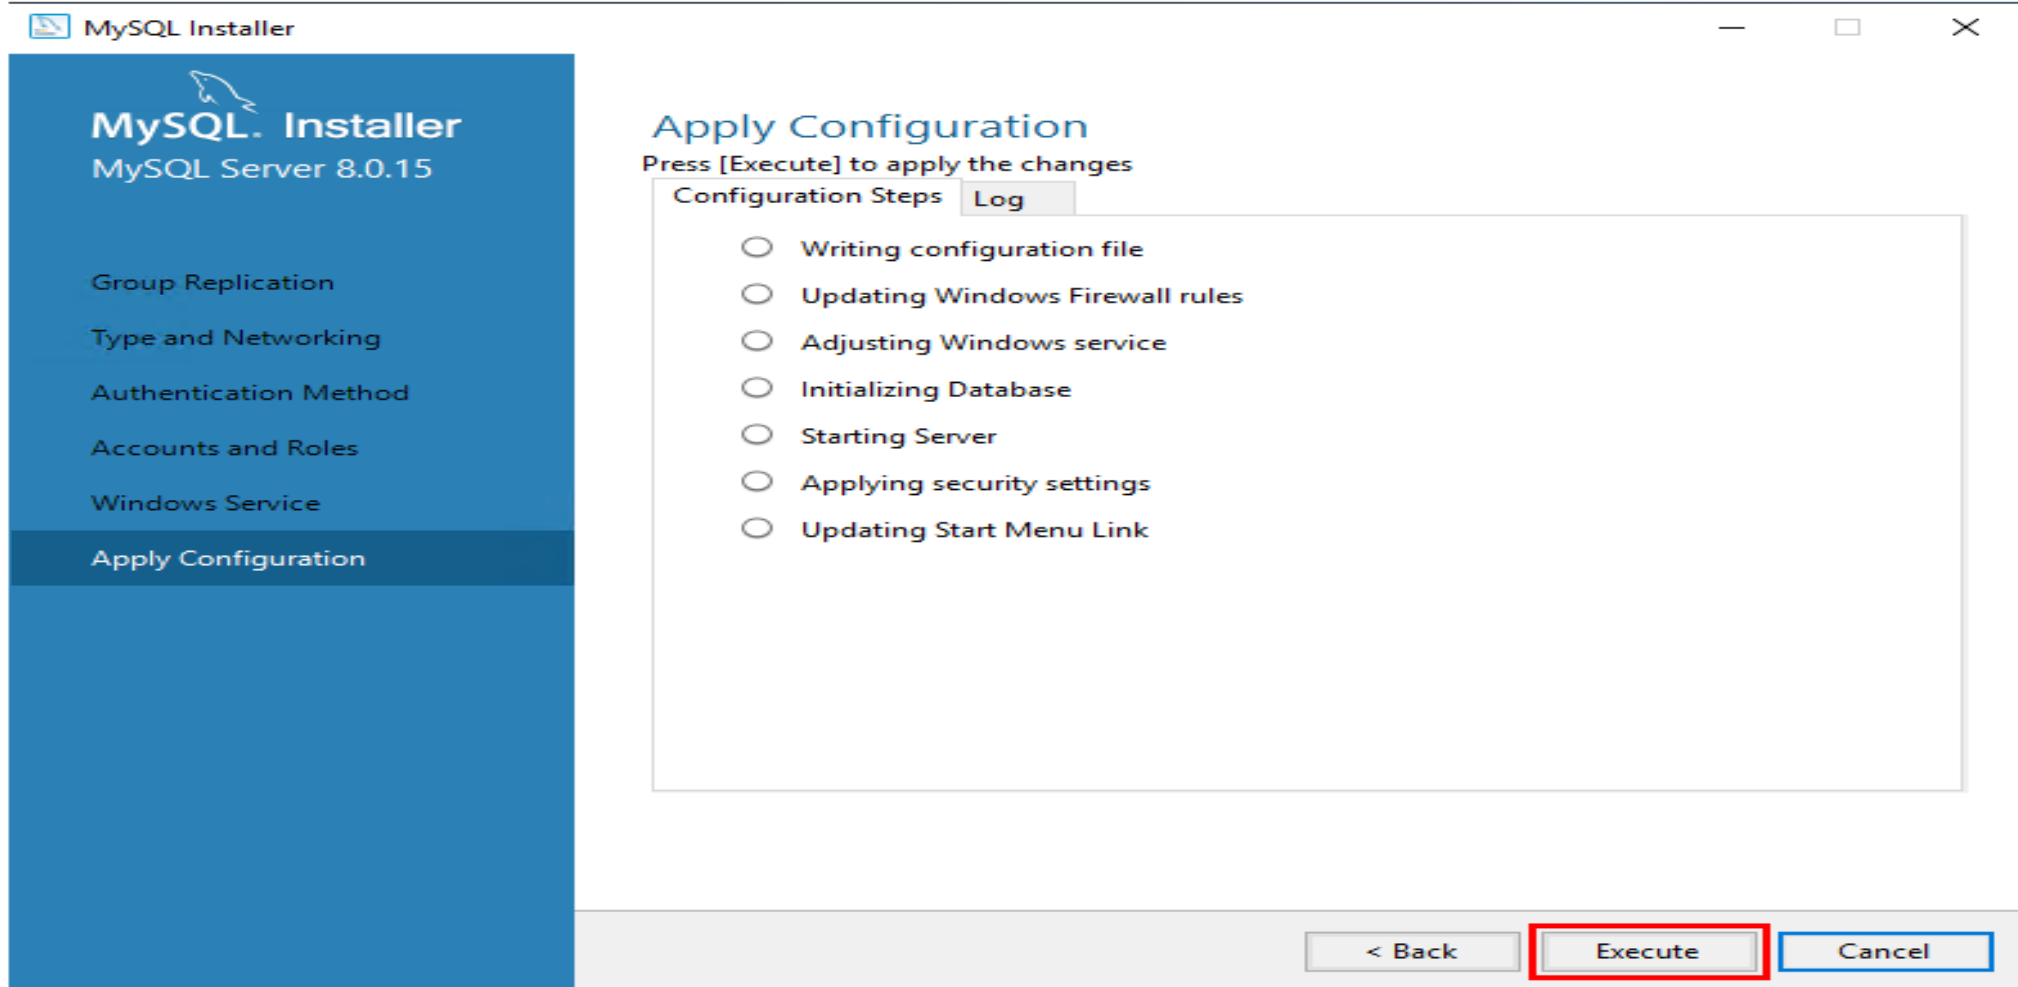 MySQL Installer
MySQL. Installer
MySQL Server 8.0.15
Group Replication
Type and Networking
Authentication Method
Accounts and Roles
Windows Service
Apply Configuration
Apply Configuration
Press [Execute] to apply the changes
Configuration Steps Log
Writing configuration file
Updating Windows Firewall rules
Adjusting Windows service
Initializing Database
Starting Server
Applying security settings
Updating Start Menu Link
< Back Execute Cancel